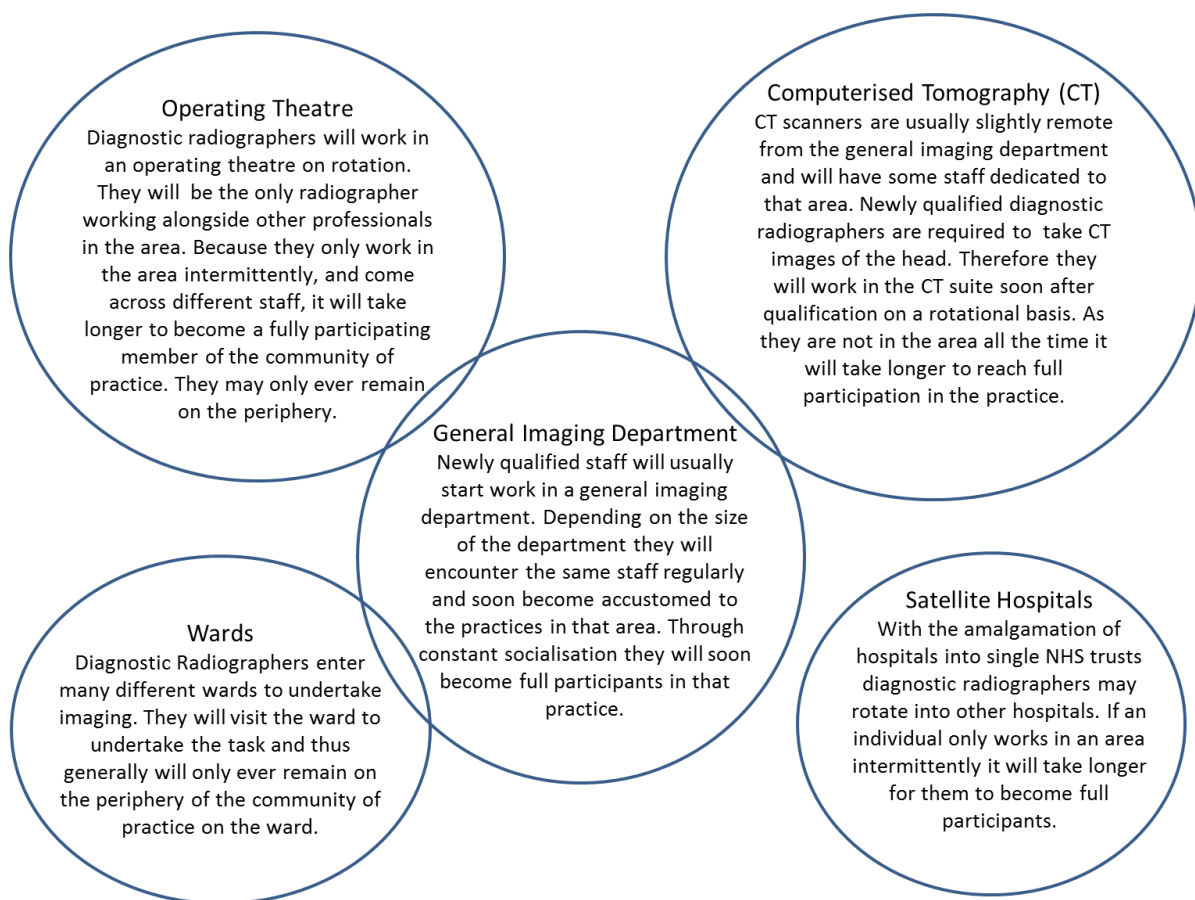 Operating Theatre
Diagnostic radiographers will work in
an operating theatre on rotation.
They will  be the only radiographer
working alongside other professionals
in the area. Because they only work in
the area intermittently, and come
across different staff, it will take
longer to become a fully participating
member of the community of
practice. They may only ever remain
on the periphery.
Computerised Tomography (CT)
CT scanners are usually slightly remote
from the general imaging department
and will have some staff dedicated to
that area. Newly qualified diagnostic
radiographers are required to  take CT
images of the head. Therefore they
will work in the CT suite soon after
qualification on a rotational basis. As
they are not in the area all the time it
will take longer to reach full
participation in the practice.
General Imaging Department
Newly qualified staff will usually
start work in a general imaging
department. Depending on the size
of the department they will
encounter the same staff regularly
and soon become accustomed to
the practices in that area. Through
constant socialisation they will soon
become full participants in that
practice.
Wards
Diagnostic Radiographers enter
many different wards to undertake
imaging. They will visit the ward to
undertake the task and thus
generally will only ever remain on
the periphery of the community of
practice on the ward.
Satellite Hospitals
With the amalgamation of
hospitals into single NHS trusts
diagnostic radiographers may
rotate into other hospitals. If an
individual only works in an area
intermittently it will take longer
for them to become full
participants.